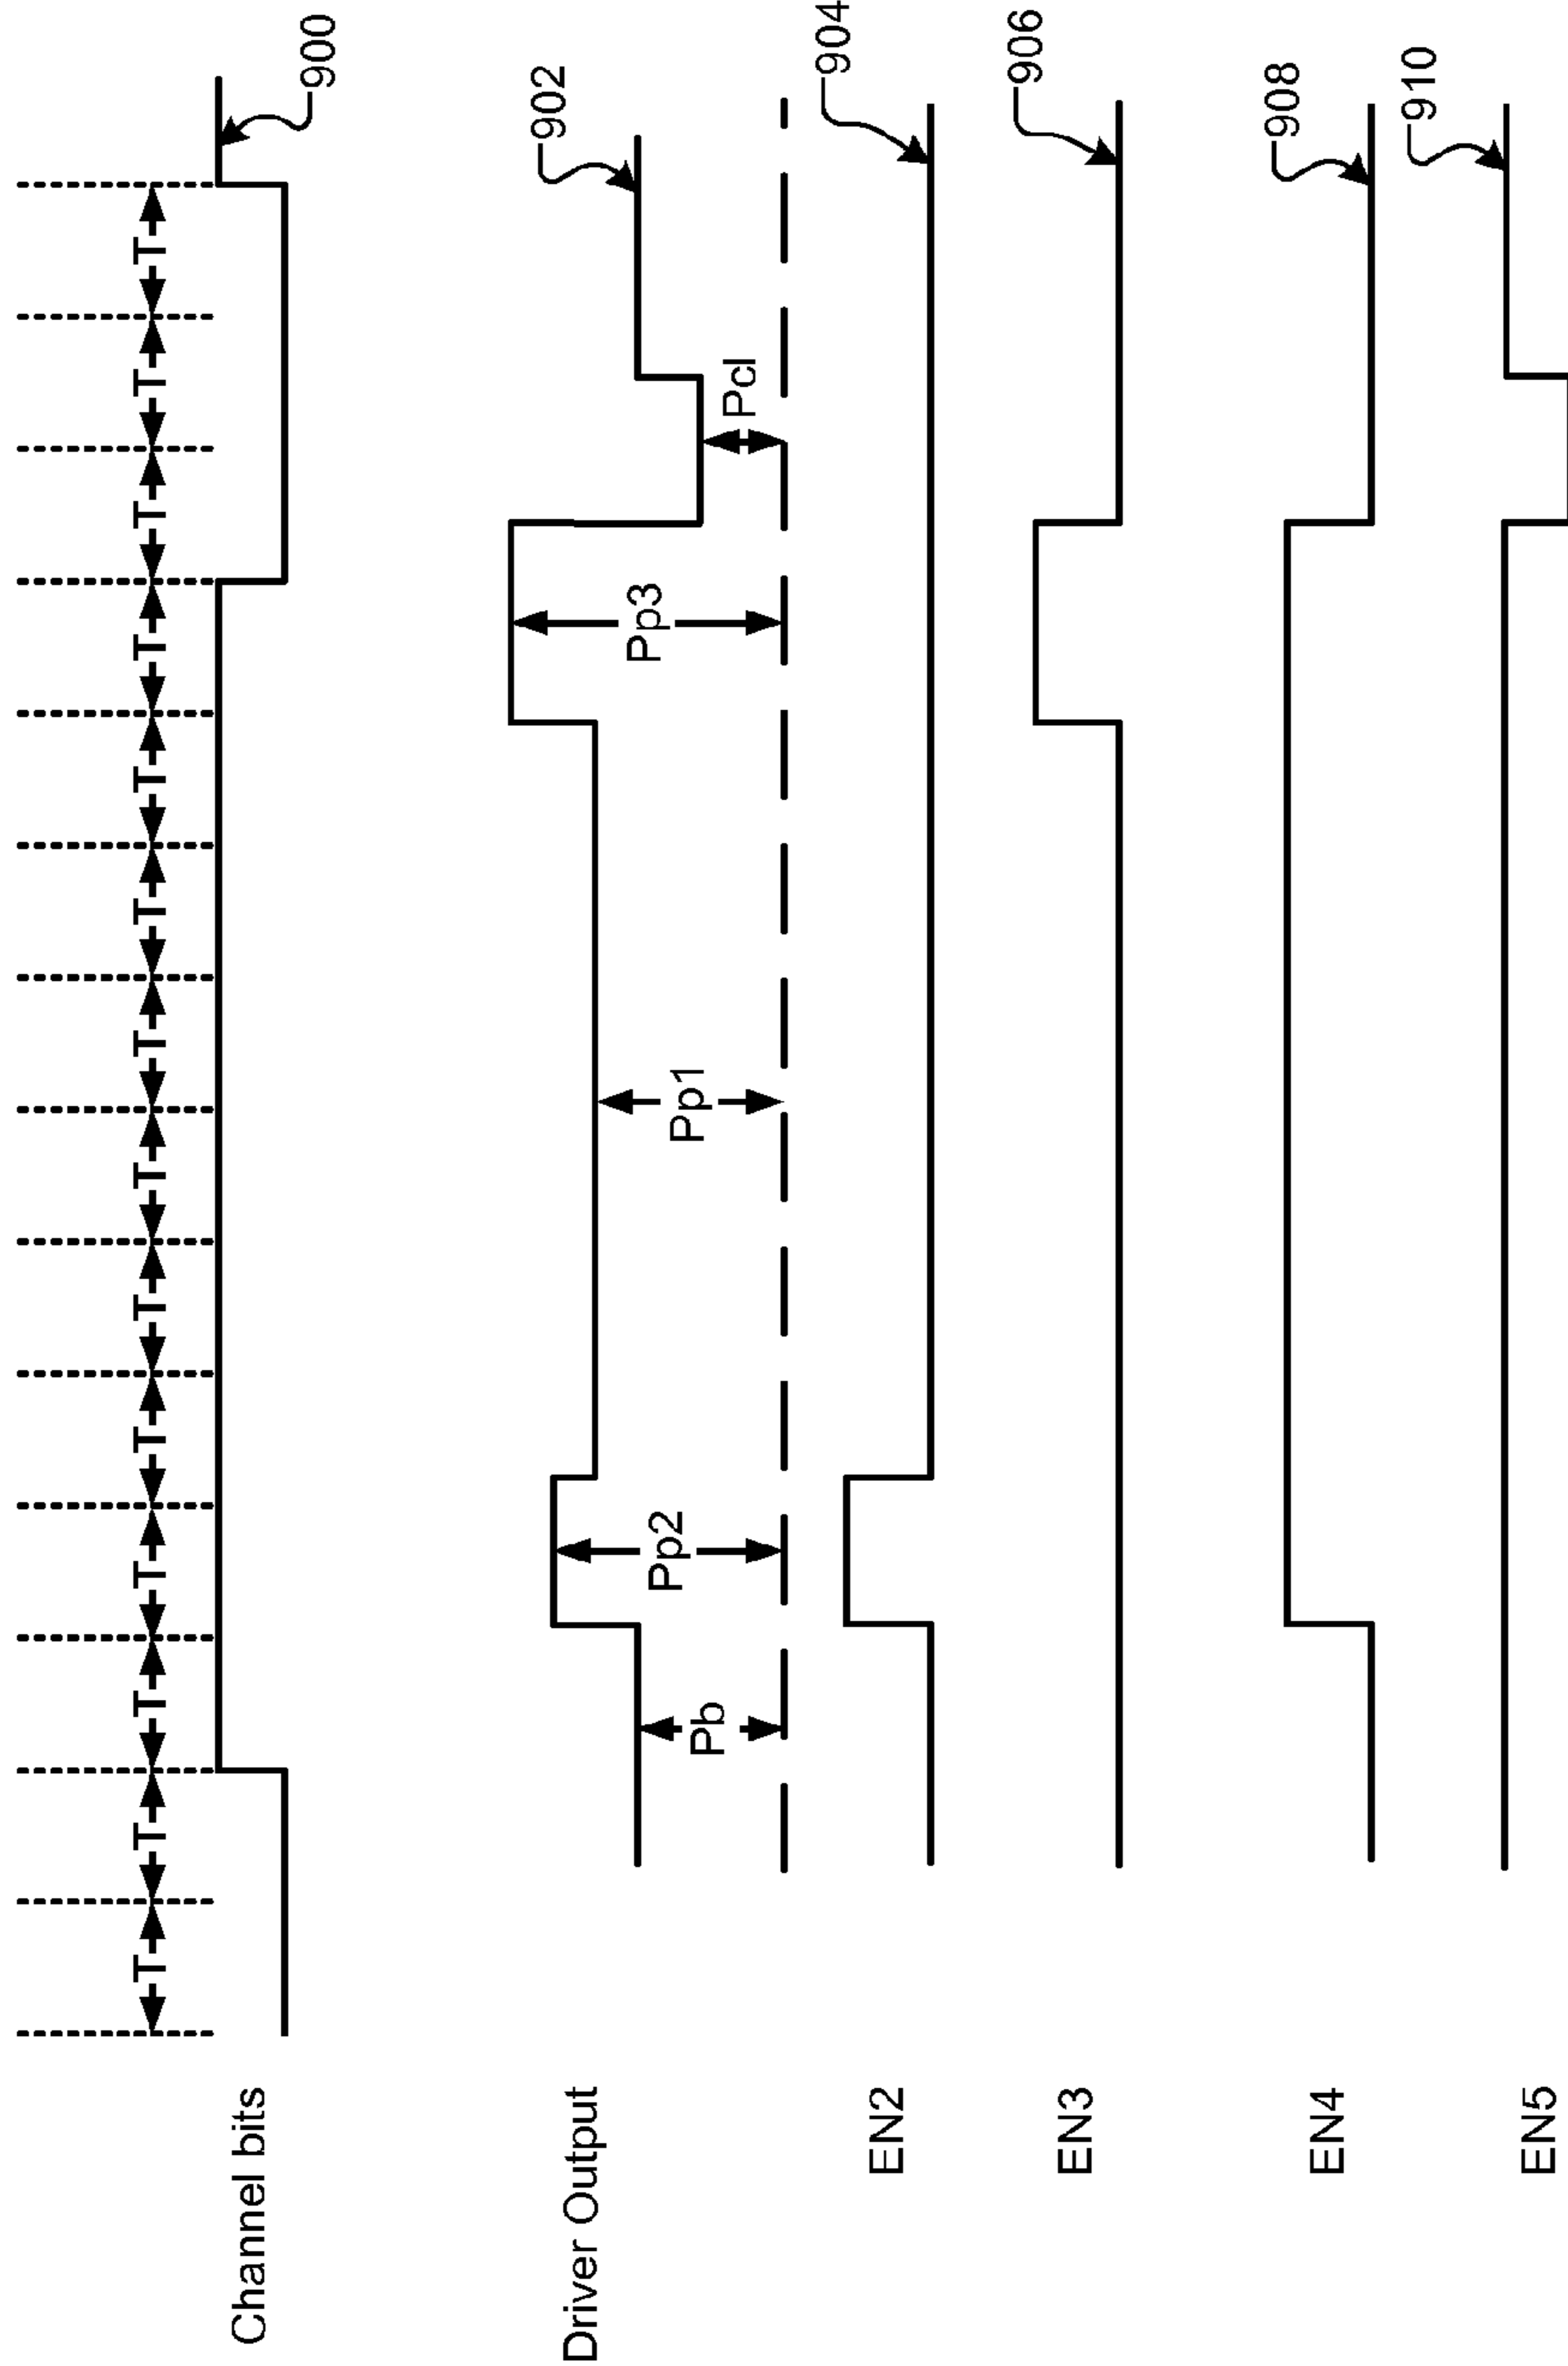 T T T T T T T T T T T T T T
Channel bits
900
Driver Output
902
Pb
Pp2
Pp1
Pp3
Pcl
EN2
904
EN3
906
EN4
908
EN5
910